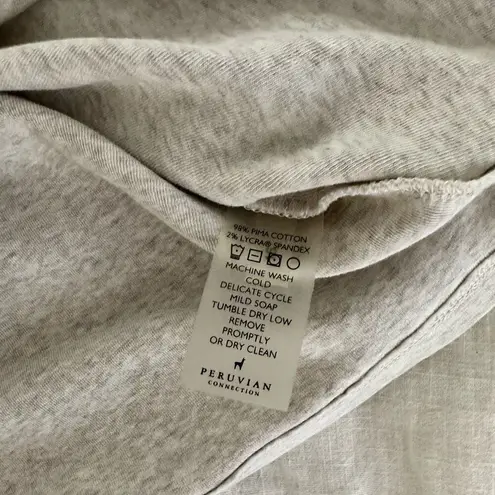 98% PIMA COTTON
2% LYCRA® SPANDEX
MACHINE WASH
COLD
DELICATE CYCLE
MILD SOAP
TUMBLE DRY LOW
REMOVE
PROMPTLY
OR DRY CLEAN
PERUVIAN
CONNECTION